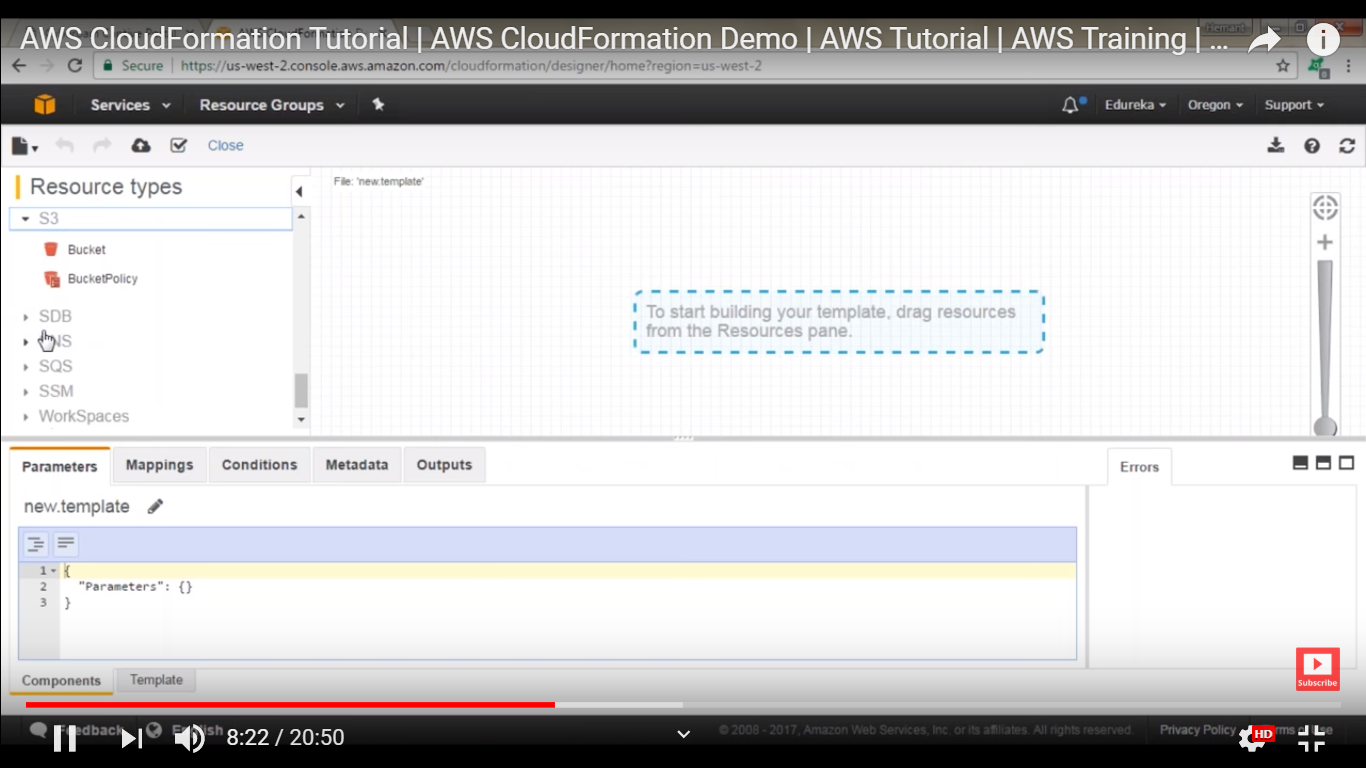 AWS CloudFormation Tutorial | AWS CloudFormation Demo | AWS Tutorial | AWS Training | ...
Secure
https://us-west-2.console.aws.amazon.com/cloudformation/designer/home?region=us-west-2
Services
Resource Groups
Edureka
Oregon
Support
Close
Resource types
File: 'new.template'
S3
Bucket
BucketPolicy
SDB
SQS
SSM
WorkSpaces
To start building your template, drag resources
from the Resources pane.
Parameters
Mappings
Conditions
Metadata
Outputs
Errors
new.template
1 {
2 "Parameters": {}
3 }
Subscribe
Components
Template
8:22 / 20:50
© 2008 - 2017, Amazon Web Services, Inc. or its affiliates. All rights reserved.
Privacy Policy
HD